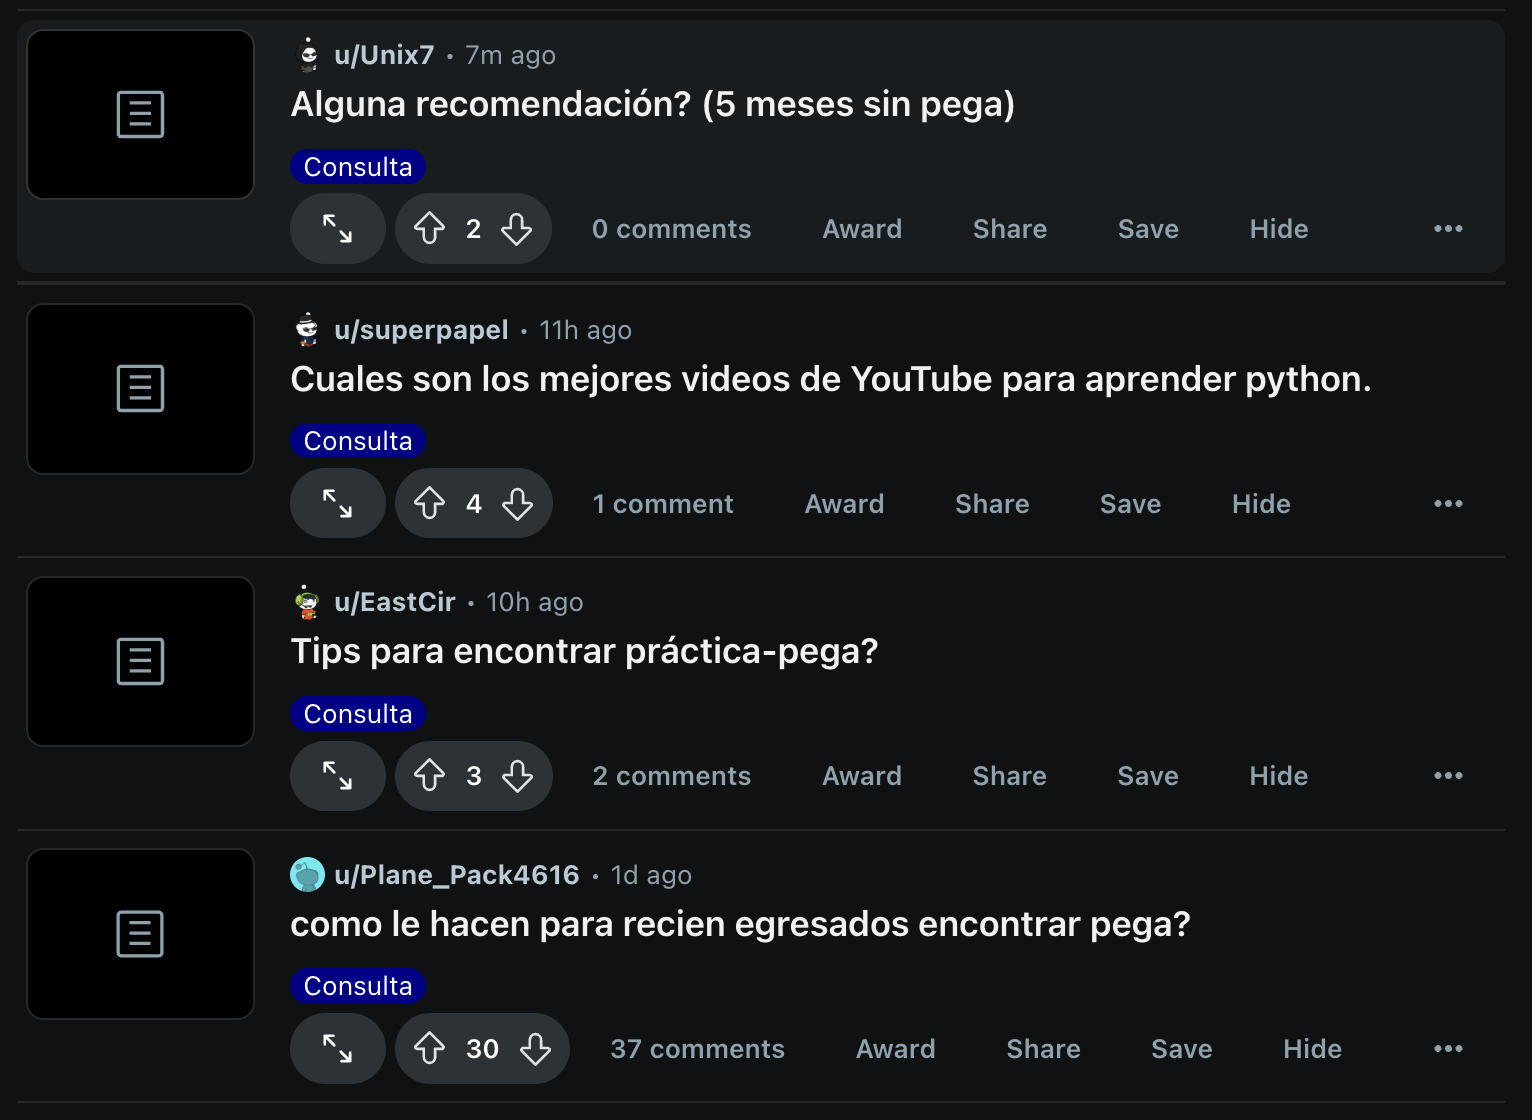 u/Unix7 • 7m ago
Alguna recomendación? (5 meses sin pega)
Consulta
2 0 comments Award Share Save Hide •••
u/superpapel • 11h ago
Cuales son los mejores videos de YouTube para aprender python.
Consulta
4 1 comment Award Share Save Hide •••
u/EastCir • 10h ago
Tips para encontrar práctica-pega?
Consulta
3 2 comments Award Share Save Hide •••
u/Plane_Pack4616 • 1d ago
como le hacen para recien egresados encontrar pega?
Consulta
30 37 comments Award Share Save Hide •••